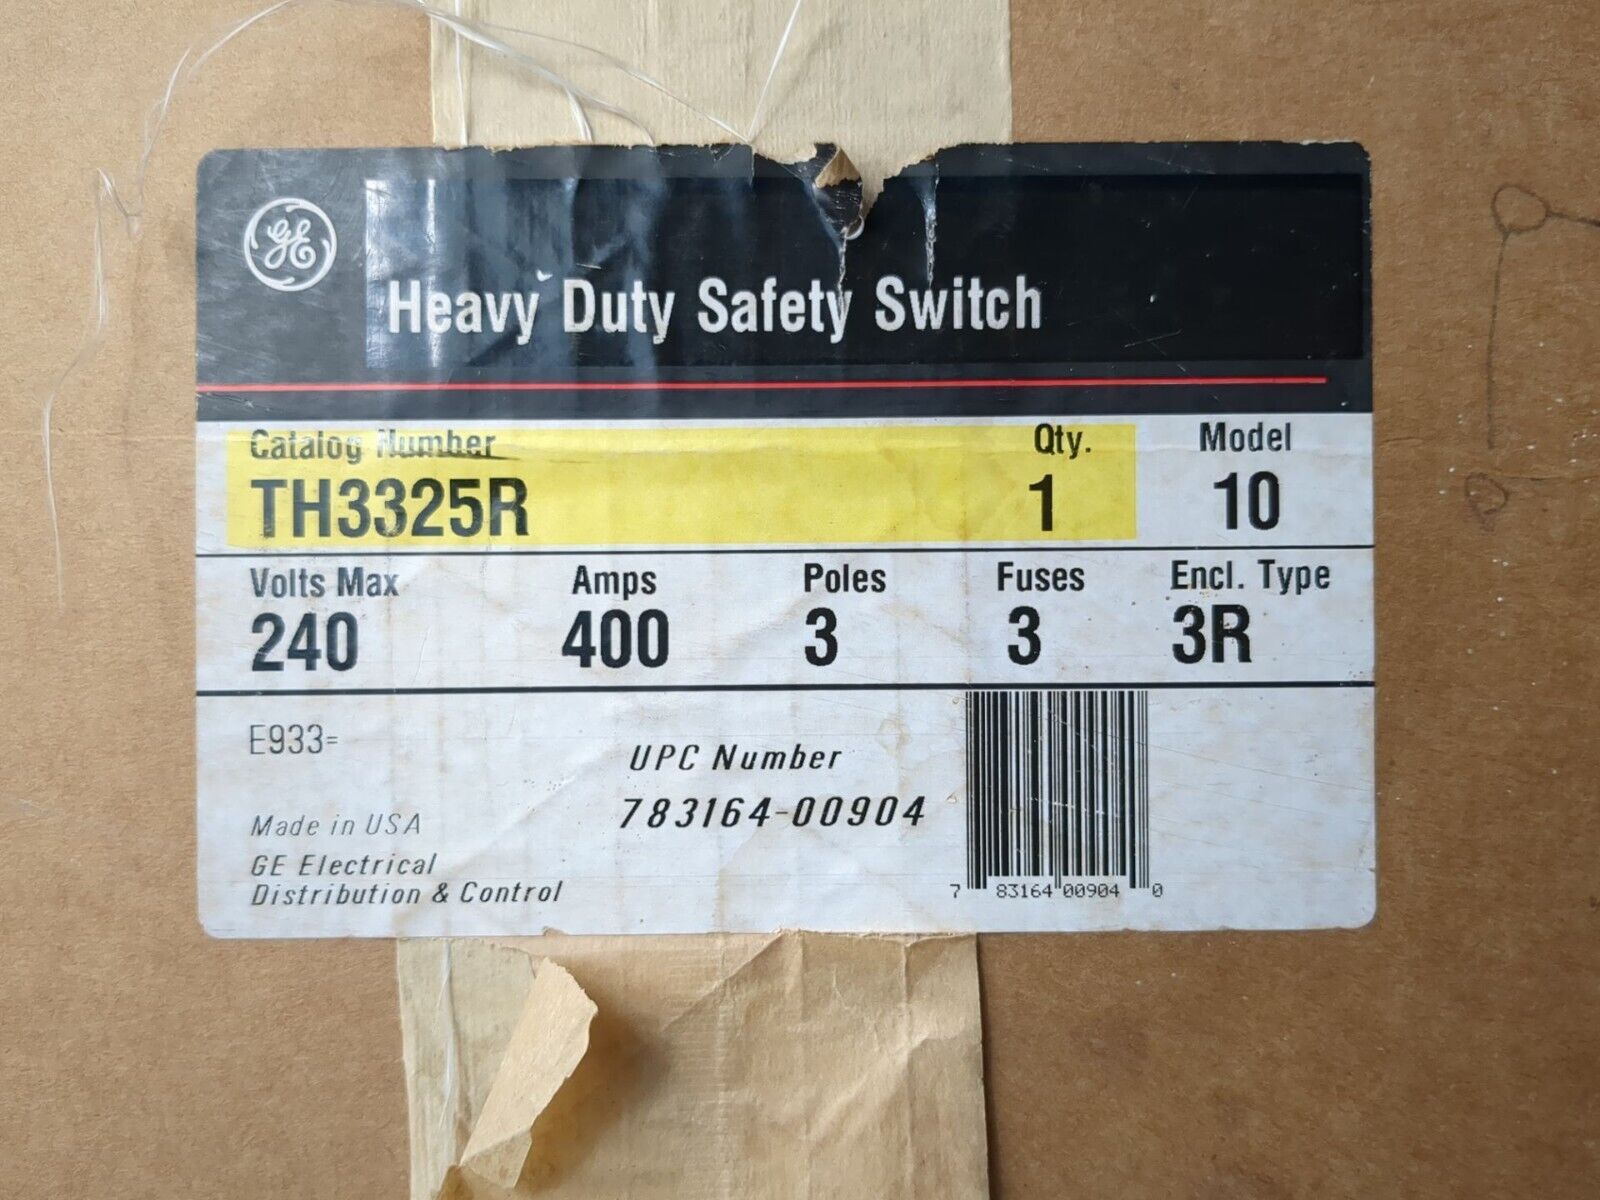 GE
Heavy Duty Safety Switch
Catalog Number Qty. Model
TH3325R 1 10
Volts Max Amps Poles Fuses Encl. Type
240 400 3 3 3R
E933=
UPC Number
783164-00904
Made in USA
GE Electrical
Distribution & Control
7 83164 00904 0